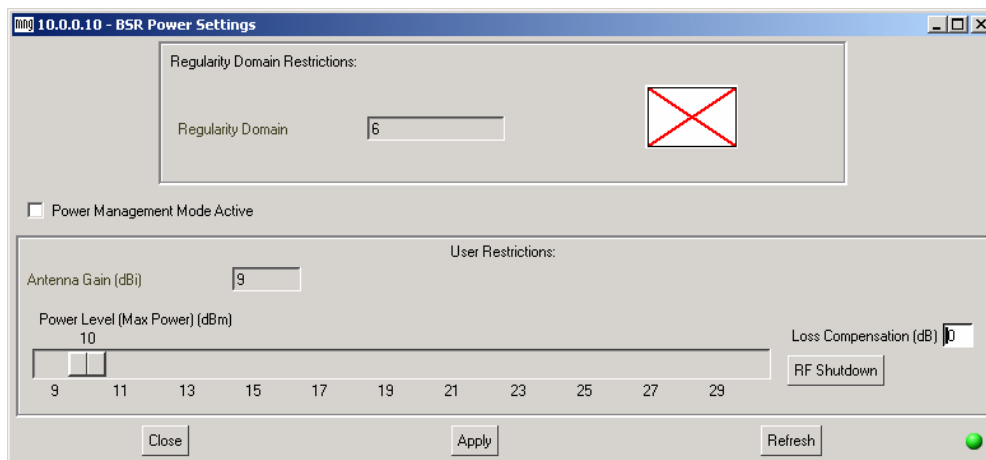 mng 10.0.0.10 - BSR Power Settings
Regularity Domain Restrictions:
Regularity Domain 6
Power Management Mode Active
User Restrictions:
Antenna Gain (dBi) 9
Power Level (Max Power) (dBm)
10
Loss Compensation (dB) 0
RF Shutdown
9 11 13 15 17 19 21 23 25 27 29
Close Apply Refresh